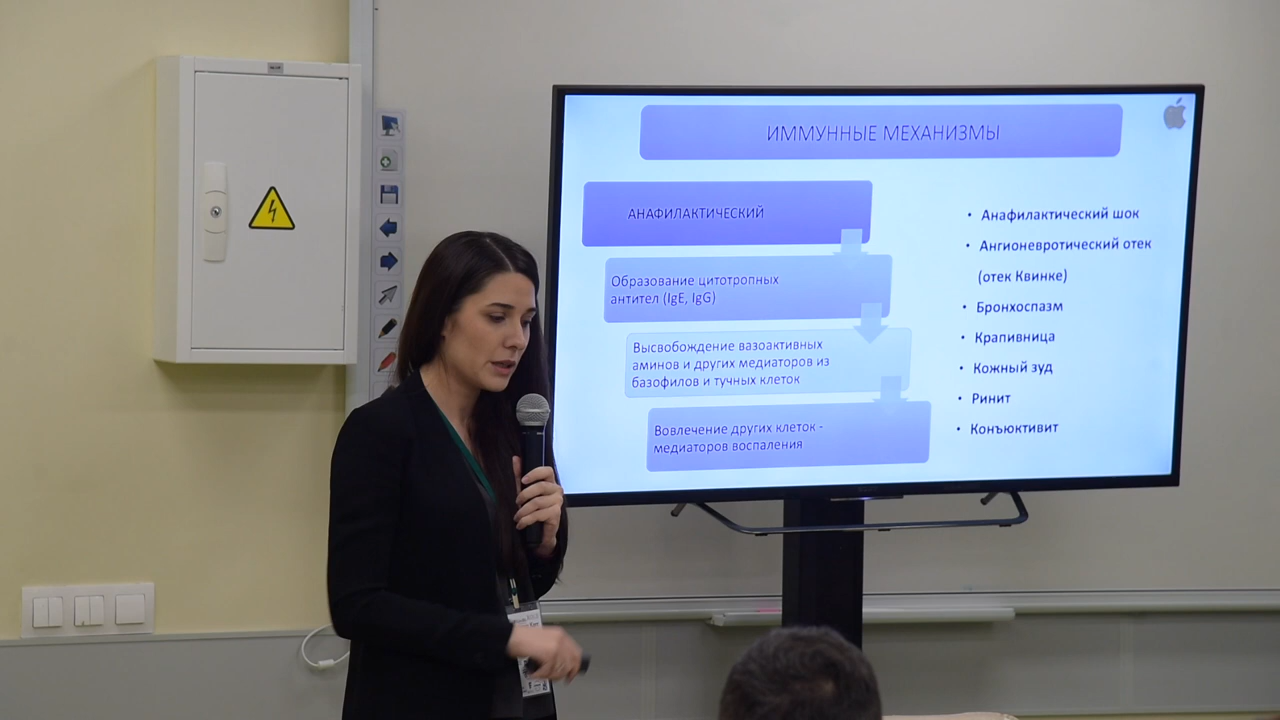 ИММУННЫЕ МЕХАНИЗМЫ
АНАФИЛАКТИЧЕСКИЙ
Образование цитотропных
антител (IgE, IgG)
Высвобождение вазоактивных
аминов и других медиаторов из
базофилов и тучных клеток
Вовлечение других клеток -
медиаторов воспаления
• Анафилактический шок
• Ангионевротический отек
(отек Квинке)
• Бронхоспазм
• Крапивница
• Кожный зуд
• Ринит
• Конъюктивит